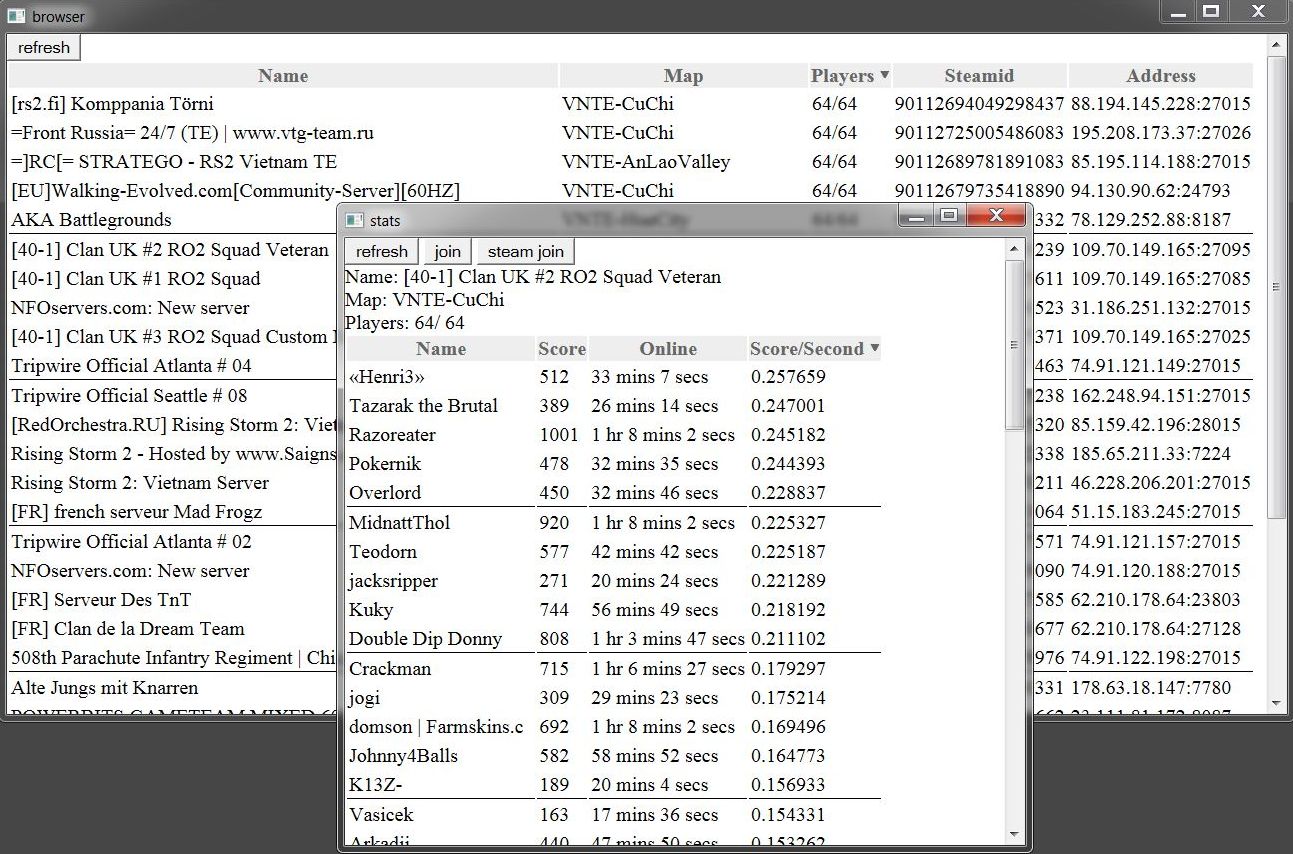 browser
refresh
Name Map Players ▼ Steamid Address
[rs2.fi] Komppania Törni VNTE-CuChi 64/64 90112694049298437 88.194.145.228:27015
=Front Russia= 24/7 (TE) | www.vtg-team.ru VNTE-CuChi 64/64 90112725005486083 195.208.173.37:27026
=]RC[= STRATEGO - RS2 Vietnam TE VNTE-AnLaoValley 64/64 90112689781891083 85.195.114.188:27015
[EU]Walking-Evolved.com[Community-Server][60HZ] VNTE-CuChi 64/64 90112679735418890 94.130.90.62:24793
AKA Battlegrounds 332 78.129.252.88:8187
[40-1] Clan UK #2 RO2 Squad Veteran 239 109.70.149.165:27095
[40-1] Clan UK #1 RO2 Squad 611 109.70.149.165:27085
NFOservers.com: New server 523 31.186.251.132:27015
[40-1] Clan UK #3 RO2 Squad Custom 371 109.70.149.165:27025
Tripwire Official Atlanta # 04 463 74.91.121.149:27015
Tripwire Official Seattle # 08 238 162.248.94.151:27015
[RedOrchestra.RU] Rising Storm 2: Viet 320 85.159.42.196:28015
Rising Storm 2 - Hosted by www.Saigns 338 185.65.211.33:7224
Rising Storm 2: Vietnam Server 211 46.228.206.201:27015
[FR] french serveur Mad Frogz 064 51.15.183.245:27015
Tripwire Official Atlanta # 02 571 74.91.121.157:27015
NFOservers.com: New server 090 74.91.120.188:27015
[FR] Serveur Des TnT 585 62.210.178.64:23803
[FR] Clan de la Dream Team 677 62.210.178.64:27128
508th Parachute Infantry Regiment | Chi 976 74.91.122.198:27015
Alte Jungs mit Knarren 331 178.63.18.147:7780
stats
refresh join steam join
Name: [40-1] Clan UK #2 RO2 Squad Veteran
Map: VNTE-CuChi
Players: 64/ 64
Name Score Online Score/Second ▼
«Henri3» 512 33 mins 7 secs 0.257659
Tazarak the Brutal 389 26 mins 14 secs 0.247001
Razoreater 1001 1 hr 8 mins 2 secs 0.245182
Pokernik 478 32 mins 35 secs 0.244393
Overlord 450 32 mins 46 secs 0.228837
MidnattThol 920 1 hr 8 mins 2 secs 0.225327
Teodorn 577 42 mins 42 secs 0.225187
jacksripper 271 20 mins 24 secs 0.221289
Kuky 744 56 mins 49 secs 0.218192
Double Dip Donny 808 1 hr 3 mins 47 secs 0.211102
Crackman 715 1 hr 6 mins 27 secs 0.179297
jogi 309 29 mins 23 secs 0.175214
domson | Farmskins.c 692 1 hr 8 mins 2 secs 0.169496
Johnny4Balls 582 58 mins 52 secs 0.164773
K13Z- 189 20 mins 4 secs 0.156933
Vasicek 163 17 mins 36 secs 0.154331
Arkadii 440 47 mins 50 secs 0.153262